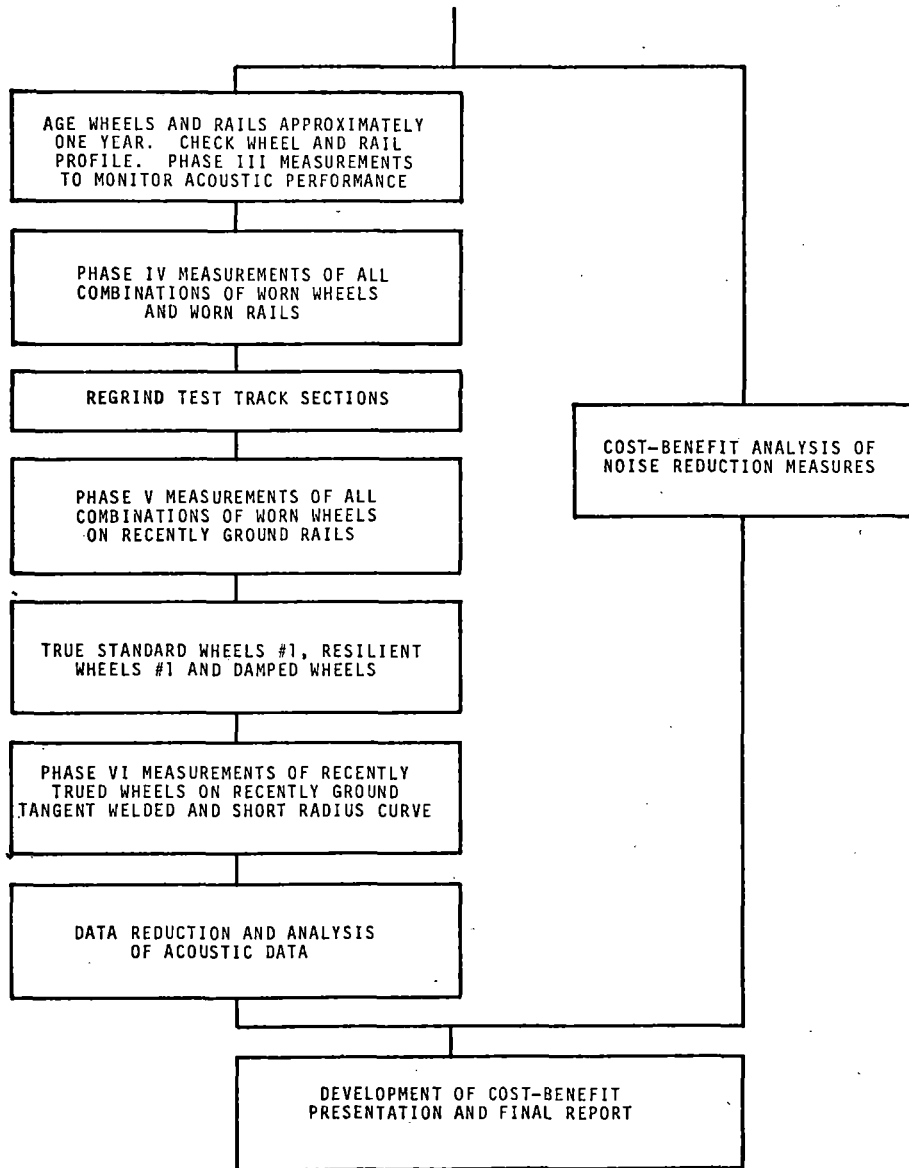 AGE WHEELS AND RAILS APPROXIMATELY
ONE YEAR. CHECK WHEEL AND RAIL
PROFILE. PHASE III MEASUREMENTS
TO MONITOR ACOUSTIC PERFORMANCE
PHASE IV MEASUREMENTS OF ALL
COMBINATIONS OF WORN WHEELS
AND WORN RAILS
REGRIND TEST TRACK SECTIONS
COST-BENEFIT ANALYSIS OF
NOISE REDUCTION MEASURES
PHASE V MEASUREMENTS OF ALL
COMBINATIONS OF WORN WHEELS
ON RECENTLY GROUND RAILS
TRUE STANDARD WHEELS #1, RESILIENT
WHEELS #1 AND DAMPED WHEELS
PHASE VI MEASUREMENTS OF RECENTLY
TRUED WHEELS ON RECENTLY GROUND
TANGENT WELDED AND SHORT RADIUS CURVE
DATA REDUCTION AND ANALYSIS
OF ACOUSTIC DATA
DEVELOPMENT OF COST-BENEFIT
PRESENTATION AND FINAL REPORT